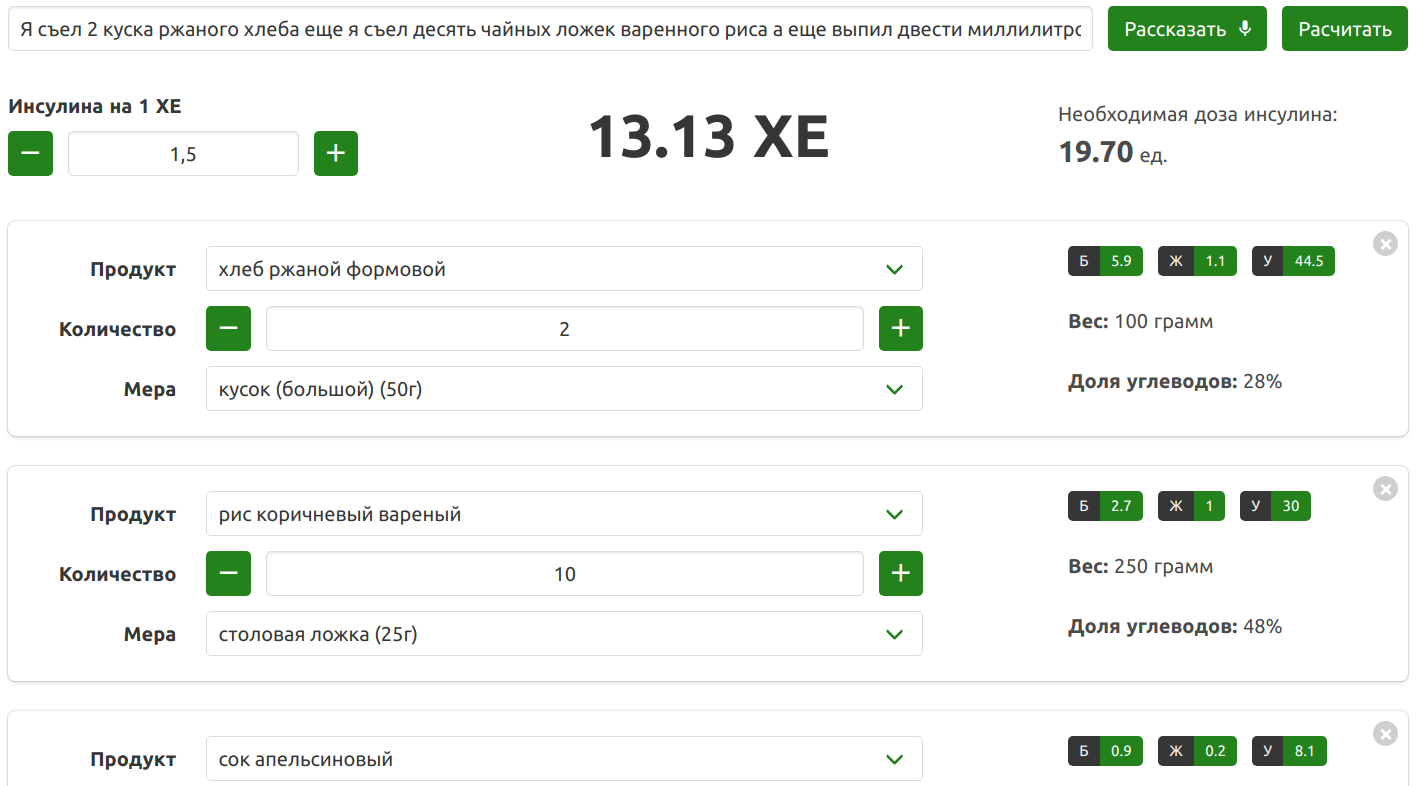 Я съел 2 куска ржаного хлеба еще я съел десять чайных ложек варенного риса а еще выпил двести миллилитро
Рассказать
Расчитать
Инсулина на 1 ХЕ
1,5
13.13 ХЕ
Необходимая доза инсулина:
19.70 ед.
Продукт хлеб ржаной формовой
Количество 2
Мера кусок (большой) (50г)
Б 5.9 Ж 1.1 У 44.5
Вес: 100 грамм
Доля углеводов: 28%
Продукт рис коричневый вареный
Количество 10
Мера столовая ложка (25г)
Б 2.7 Ж 1 У 30
Вес: 250 грамм
Доля углеводов: 48%
Продукт сок апельсиновый
Б 0.9 Ж 0.2 У 8.1